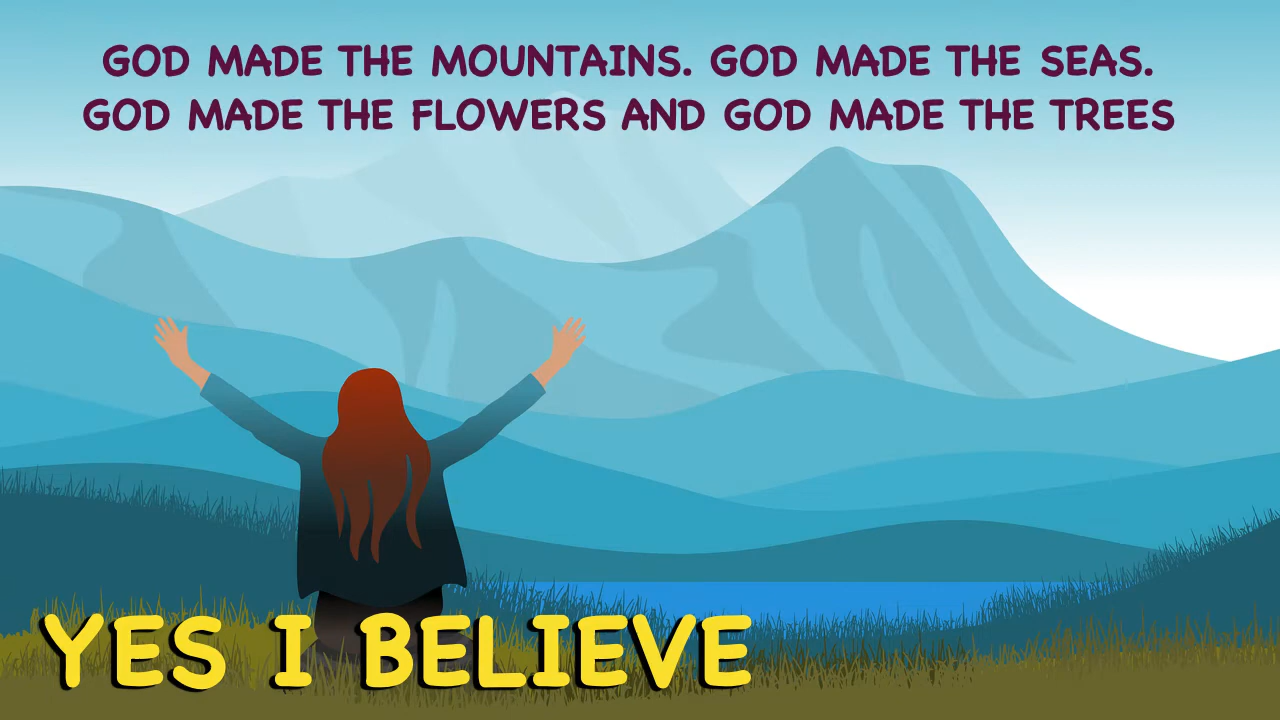 GOD MADE THE MOUNTAINS. GOD MADE THE SEAS.
GOD MADE THE FLOWERS AND GOD MADE THE TREES
YES I BELIEVE